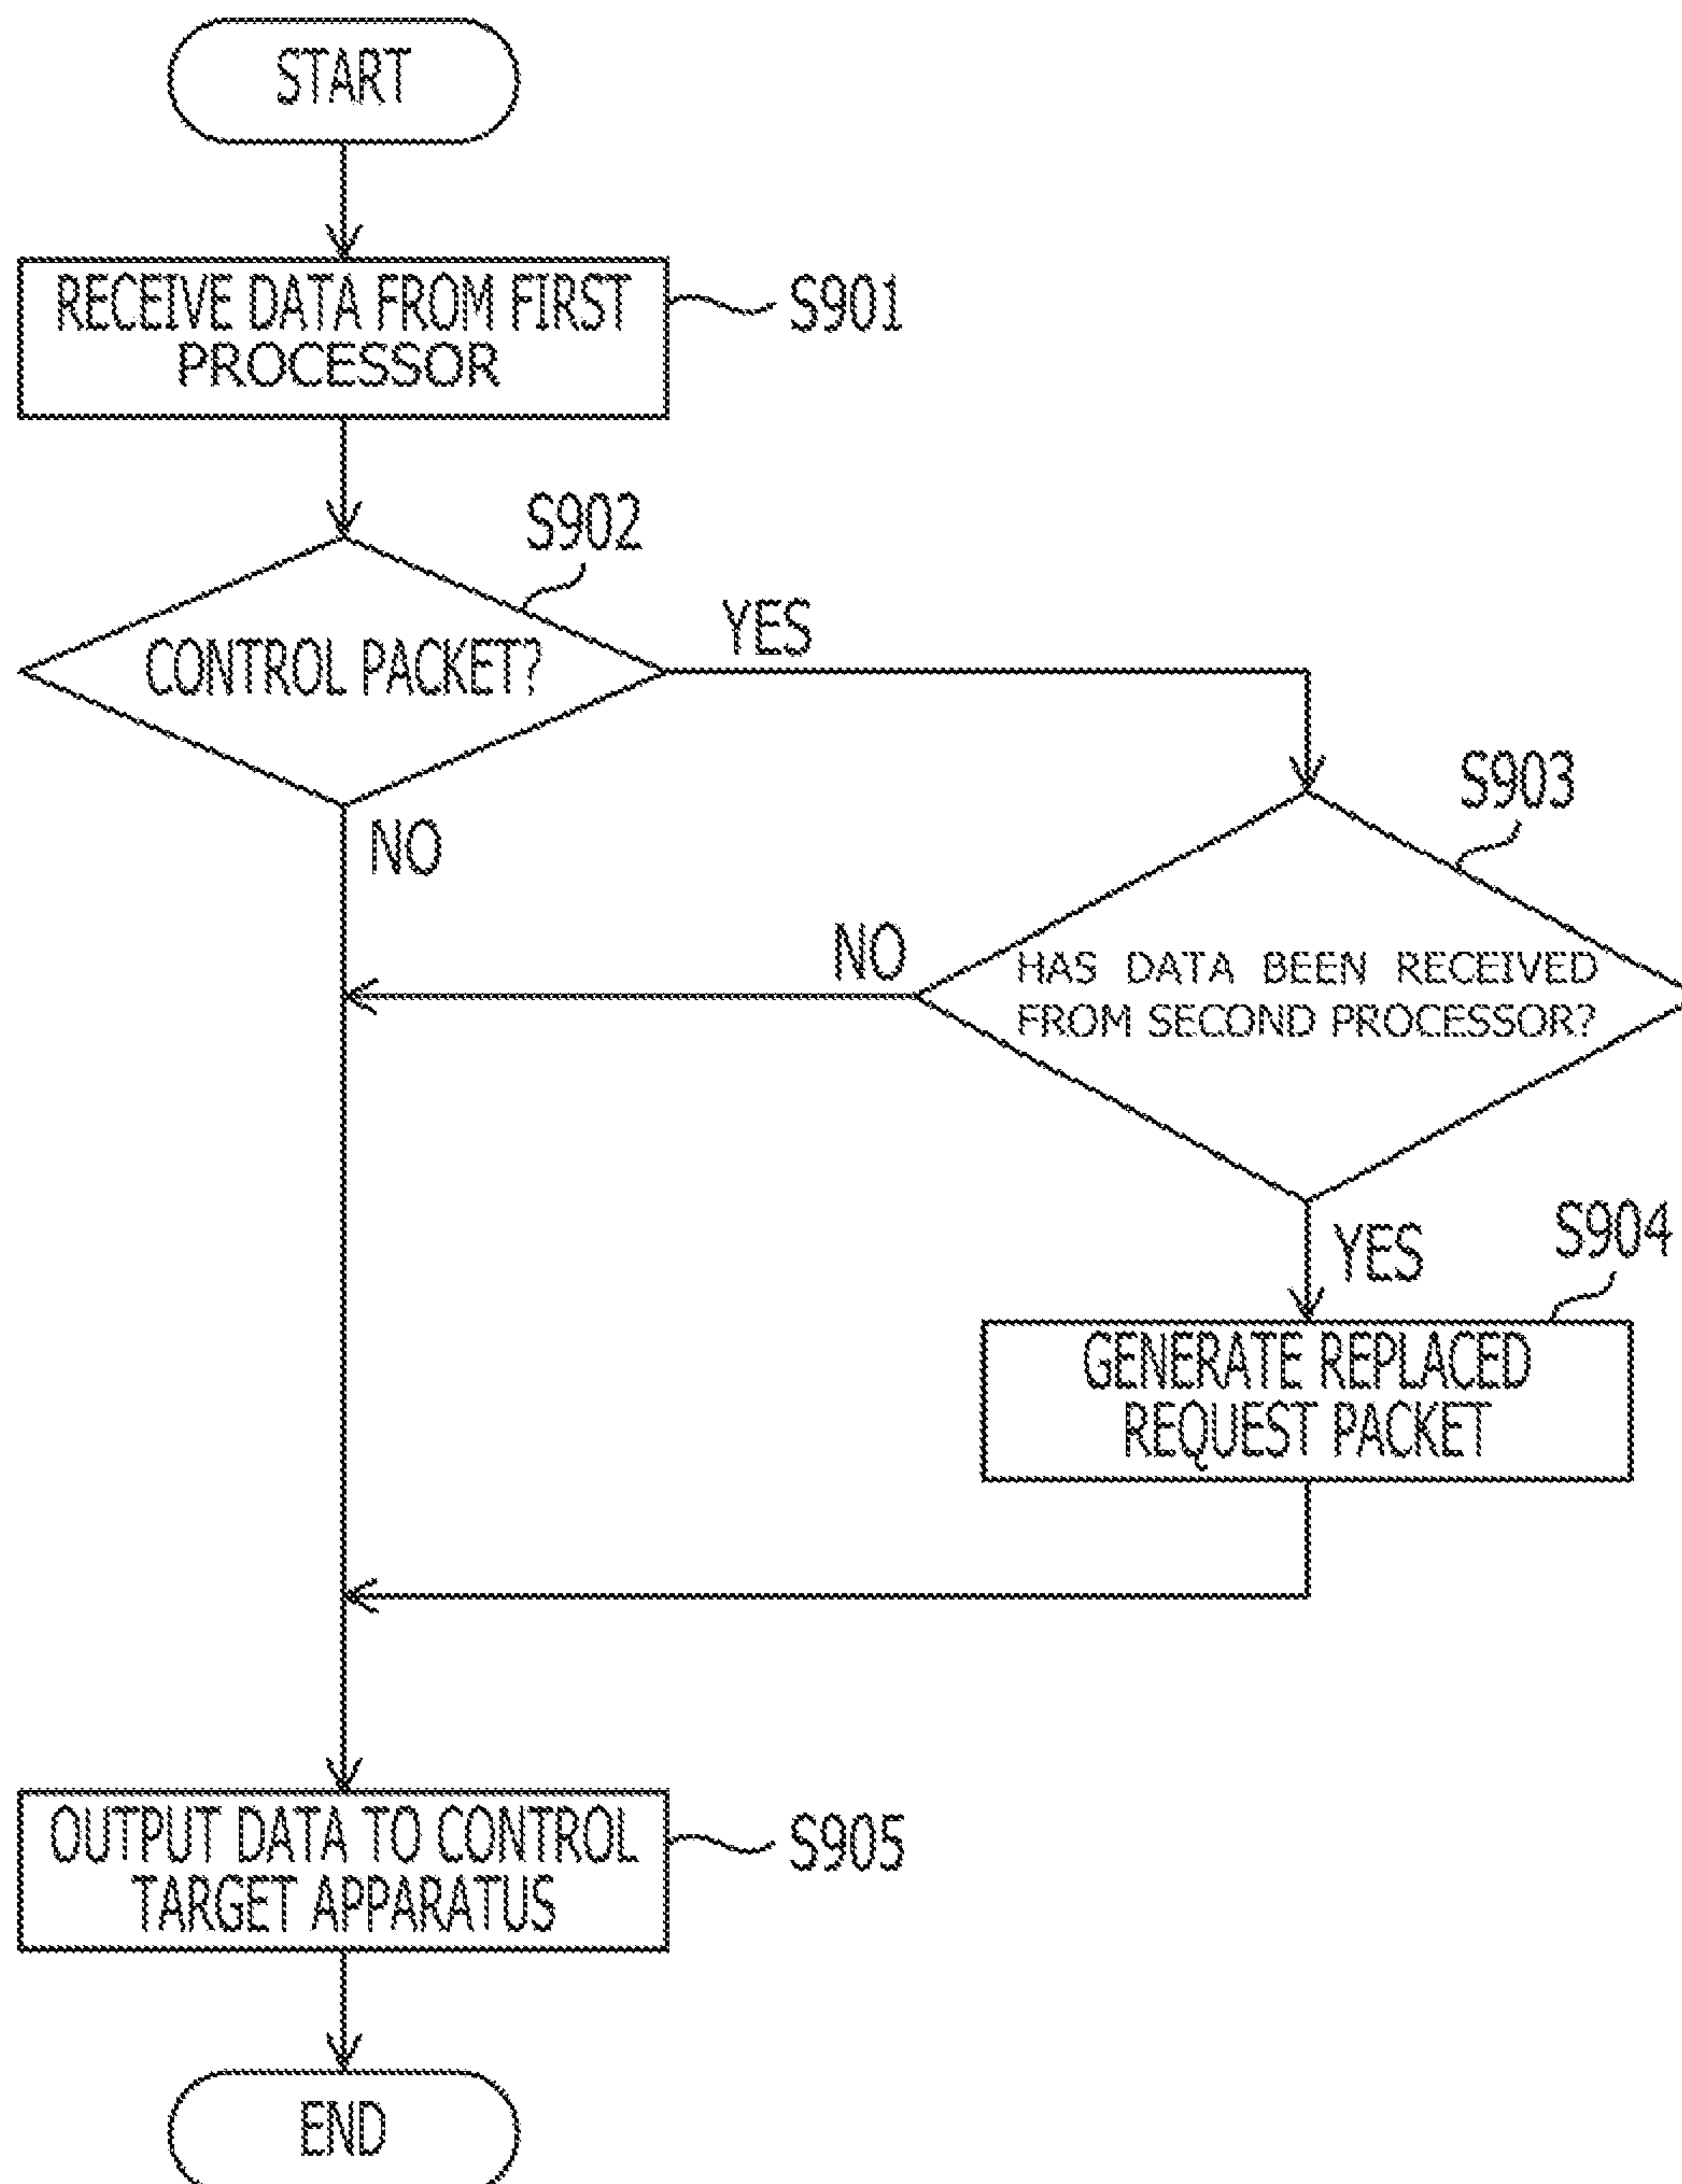 START
RECEIVE DATA FROM FIRST
PROCESSOR
S901
S902
CONTROL PACKET?
YES
NO
S903
NO
HAS DATA BEEN RECEIVED
FROM SECOND PROCESSOR?
YES
S904
GENERATE REPLACED
REQUEST PACKET
OUTPUT DATA TO CONTROL
TARGET APPARATUS
S905
END